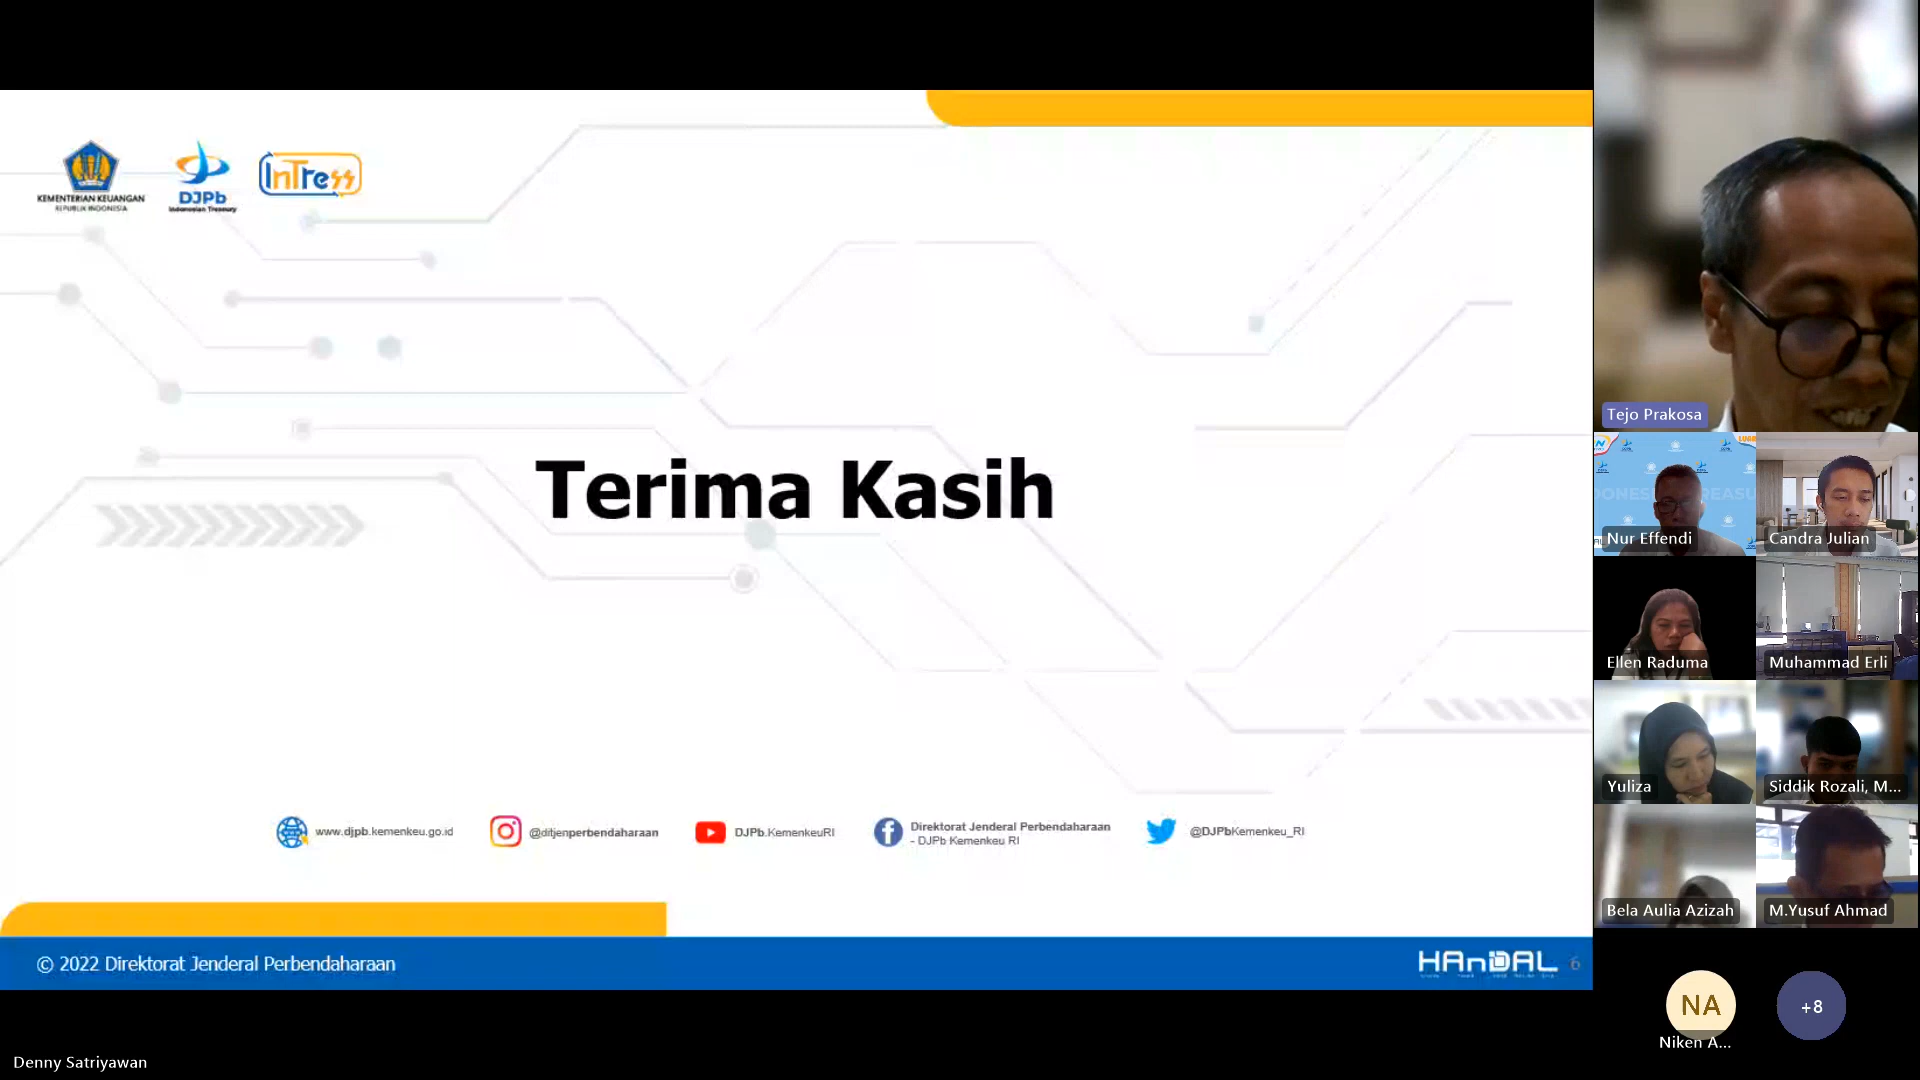 KEMENTERIAN KEUANGAN
REPUBLIK INDONESIA
DJPb
Indonesian Treasury
InTress
Terima Kasih
www.djpb.kemenkeu.go.id
@ditjenperbendaharaan
DJPb.KemenkeuRI
Direktorat Jenderal Perbendaharaan
- DJPb Kemenkeu RI
@DJPbKemenkeu_RI
© 2022 Direktorat Jenderal Perbendaharaan
HAnDAL
6
Denny Satriyawan
Tejo Prakosa
Nur Effendi
Candra Julian
Ellen Raduma
Muhammad Erli
Yuliza
Siddik Rozali, M...
Bela Aulia Azizah
M.Yusuf Ahmad
NA
Niken A...
+8